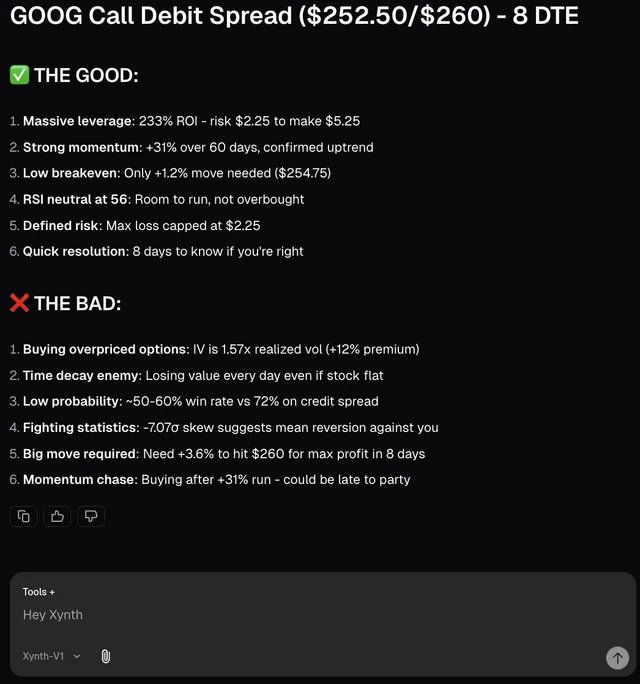 GOOG Call Debit Spread ($252.50/$260) - 8 DTE
✅ THE GOOD:
1. Massive leverage: 233% ROI - risk $2.25 to make $5.25
2. Strong momentum: +31% over 60 days, confirmed uptrend
3. Low breakeven: Only +1.2% move needed ($254.75)
4. RSI neutral at 56: Room to run, not overbought
5. Defined risk: Max loss capped at $2.25
6. Quick resolution: 8 days to know if you're right
❌ THE BAD:
1. Buying overpriced options: IV is 1.57x realized vol (+12% premium)
2. Time decay enemy: Losing value every day even if stock flat
3. Low probability: ~50-60% win rate vs 72% on credit spread
4. Fighting statistics: -7.07σ skew suggests mean reversion against you
5. Big move required: Need +3.6% to hit $260 for max profit in 8 days
6. Momentum chase: Buying after +31% run - could be late to party
Tools +
Hey Xynth
Xynth-V1